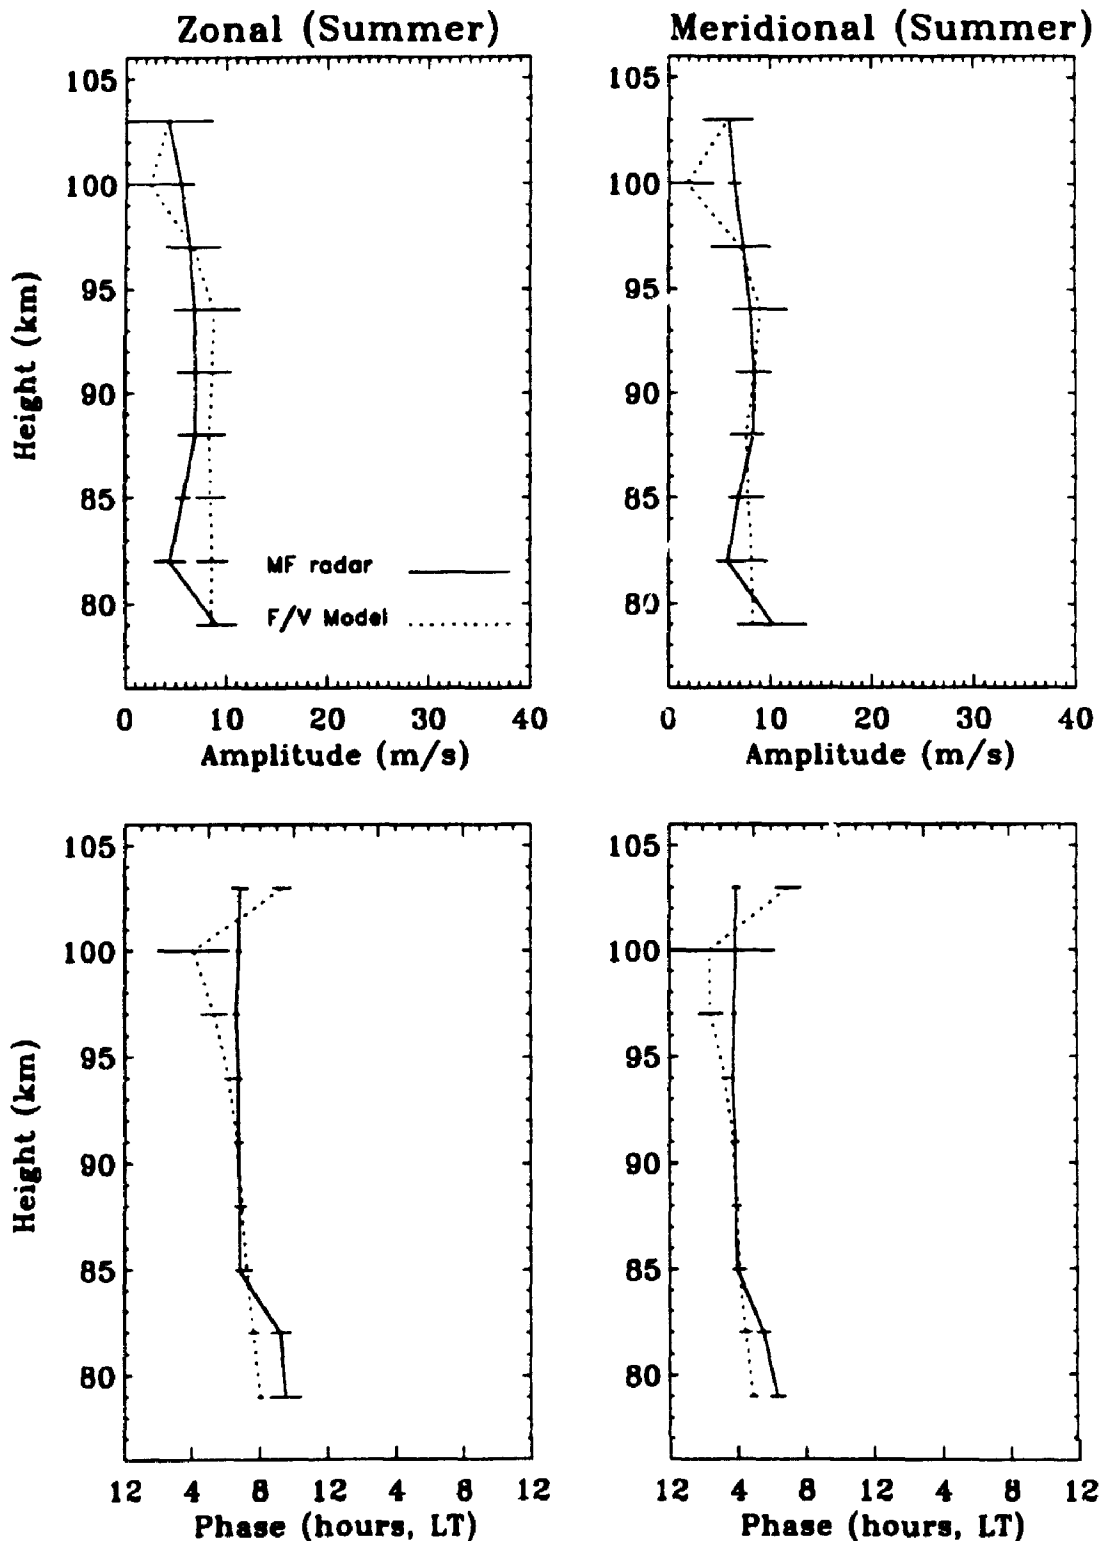 Zonal (Summer)
Meridional (Summer)
105
100
95
90
85
80
Height (km)
MF radar
F/V Model
0 10 20 30 40
Amplitude (m/s)
105
100
95
90
85
80
0 10 20 30 40
Amplitude (m/s)
105
100
95
90
85
80
Height (km)
12 4 8 12 4 8 12
Phase (hours, LT)
105
100
95
90
85
80
12 4 8 12 4 8 12
Phase (hours, LT)